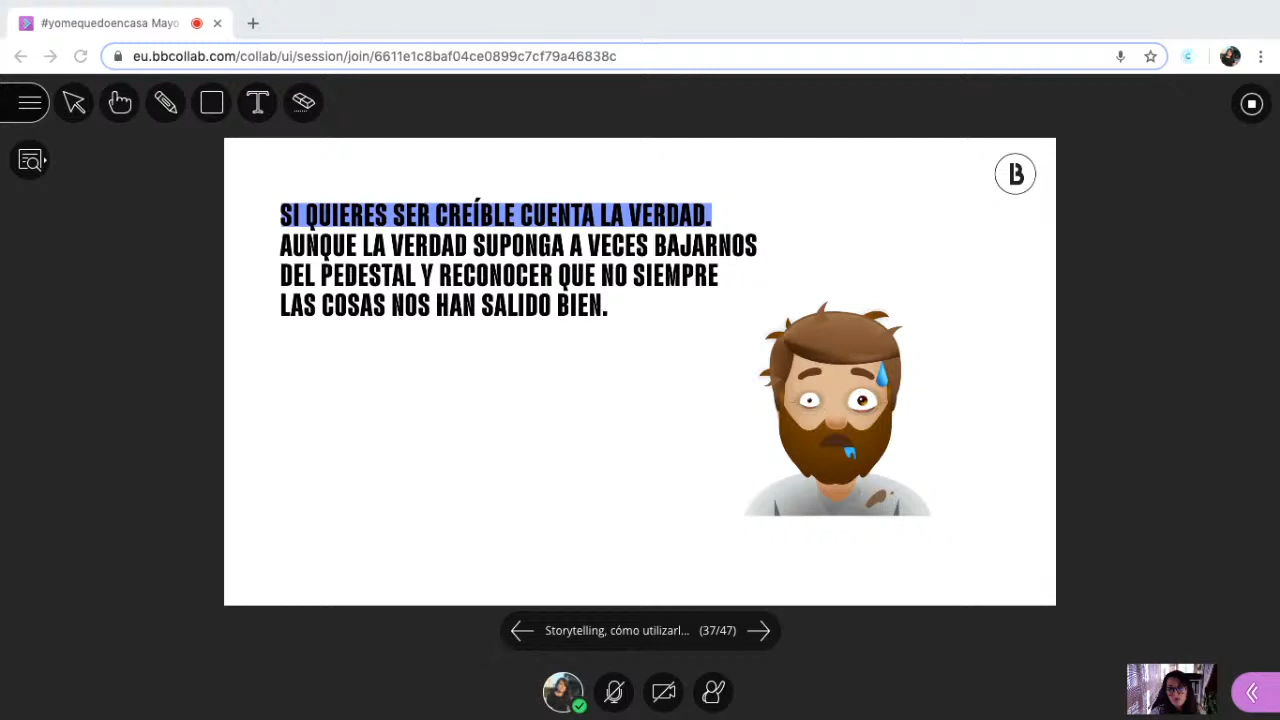 #yomequedoencasa Mayo
eu.bbcollab.com/collab/ui/session/join/6611e1c8baf04ce0899c7cf79a46838c
T
B
SI QUIERES SER CREÍBLE CUENTA LA VERDAD.
AUNQUE LA VERDAD SUPONGA A VECES BAJARNOS
DEL PEDESTAL Y RECONOCER QUE NO SIEMPRE
LAS COSAS NOS HAN SALIDO BIEN.
Storytelling, cómo utilizarl... (37/47)